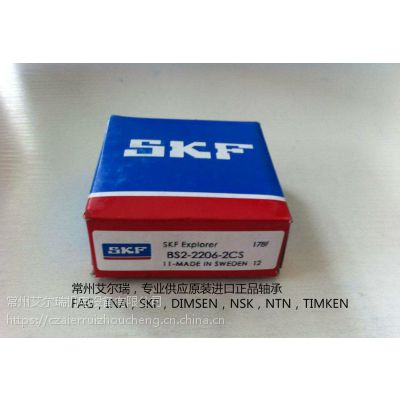 SKF
SKF
SKF Explorer 178F
BS2-2206-2CS
11-MADE IN SWEDEN 12
常州艾尔瑞，专业供应原装进口正品轴承
FAG，INA，SKF，DIMSEN，NSK，NTN，TIMKEN
https://czaierruizhoucheng.cn.china.cn